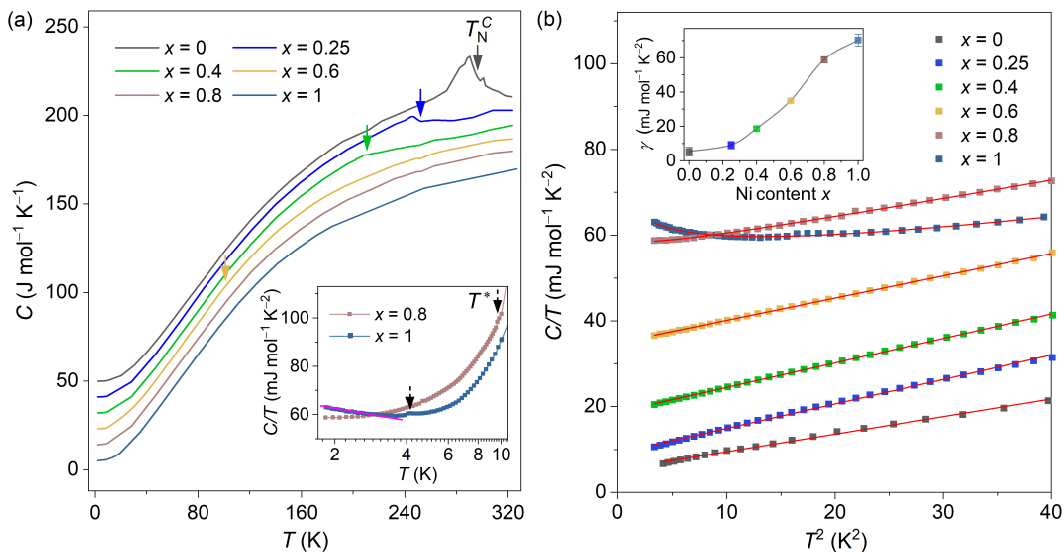 (a)
250
200
150
100
50
0
C (J mol⁻¹ K⁻¹)
x = 0 x = 0.25
x = 0.4 x = 0.6
x = 0.8 x = 1
T_N^C
0 80 160 240 320
T (K)
100
80
60
C/T (mJ mol⁻¹ K⁻²)
x = 0.8
x = 1
T*
2 4 6 8 10
T (K)
(b)
100
80
60
40
20
0
C/T (mJ mol⁻¹ K⁻²)
60
40
20
0
γ (mJ mol⁻¹ K⁻²)
0.0 0.2 0.4 0.6 0.8 1.0
Ni content x
x = 0
x = 0.25
x = 0.4
x = 0.6
x = 0.8
x = 1
0 10 20 30 40
T² (K²)